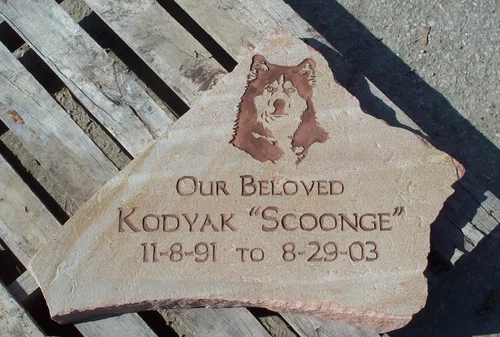 Our Beloved
Kodyak "Scoonge"
11-8-91 to 8-29-03